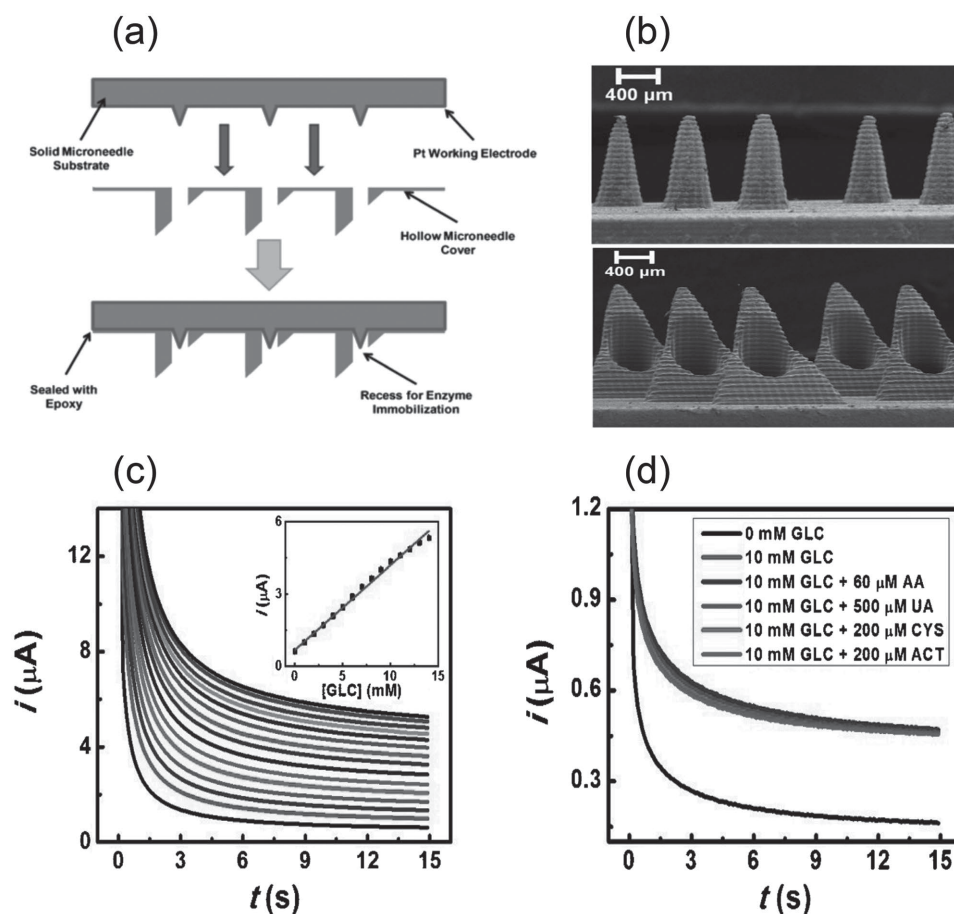 (a)
Solid Microneedle
Substrate
Pt Working Electrode
Hollow Microneedle
Cover
Sealed with
Epoxy
Recess for Enzyme
Immobilization
(b)
400 µm
400 µm
(c)
i (µA)
12
8
4
0
0 3 6 9 12 15
t (s)
i (µA)
6
3
0
0 5 10 15
[GLC] (mM)
(d)
i (µA)
1.2
0.9
0.6
0.3
0 3 6 9 12 15
t (s)
0 mM GLC
10 mM GLC
10 mM GLC + 60 µM AA
10 mM GLC + 500 µM UA
10 mM GLC + 200 µM CYS
10 mM GLC + 200 µM ACT